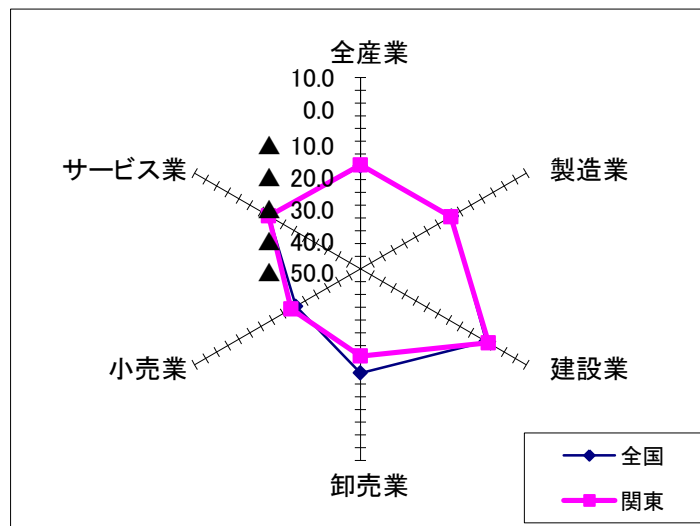 全産業
10.0
0.0
▲ 10.0
サービス業
▲ 20.0
製造業
▲ 30.0
▲ 40.0
▲ 50.0
小売業
建設業
卸売業
全国
関東